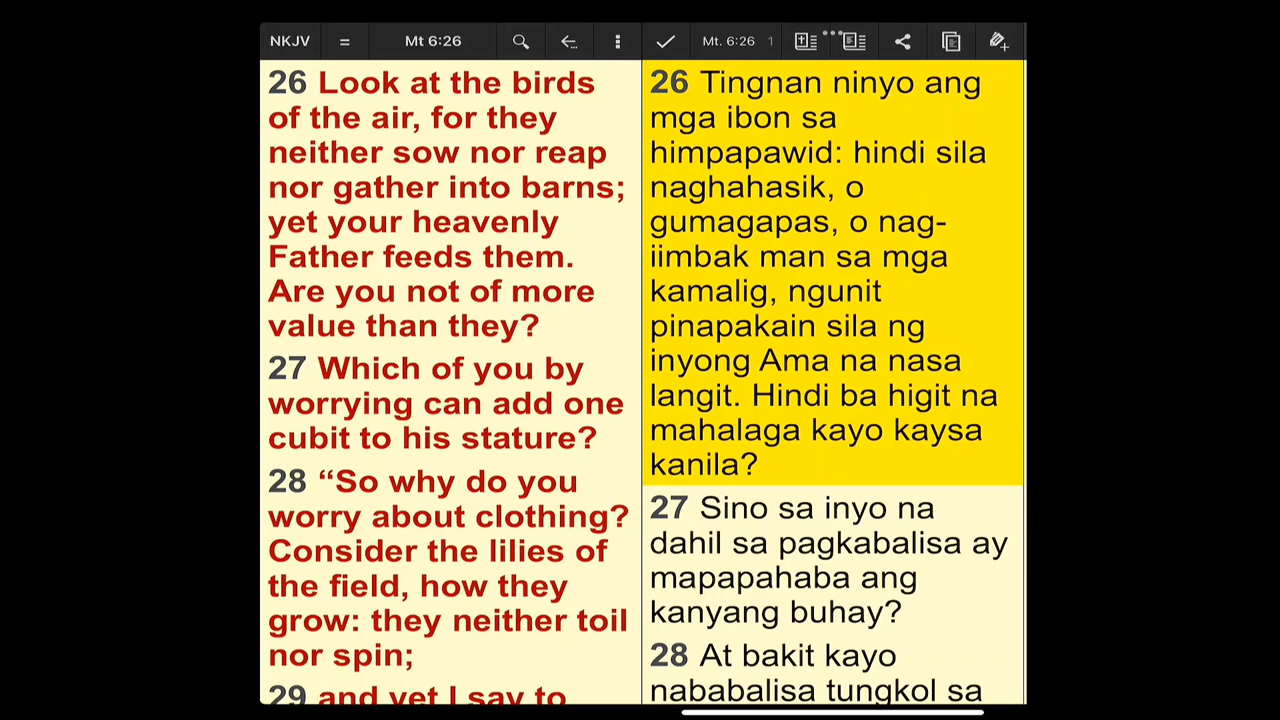 NKJV = Mt 6:26
Mt. 6:26 1
26 Look at the birds
of the air, for they
neither sow nor reap
nor gather into barns;
yet your heavenly
Father feeds them.
Are you not of more
value than they?
27 Which of you by
worrying can add one
cubit to his stature?
28 “So why do you
worry about clothing?
Consider the lilies of
the field, how they
grow: they neither toil
nor spin;
29 and yet I say to
26 Tingnan ninyo ang
mga ibon sa
himpapawid: hindi sila
naghahasik, o
gumagapas, o nag-
iimbak man sa mga
kamalig, ngunit
pinapakain sila ng
inyong Ama na nasa
langit. Hindi ba higit na
mahalaga kayo kaysa
kanila?
27 Sino sa inyo na
dahil sa pagkabalisa ay
mapapahaba ang
kanyang buhay?
28 At bakit kayo
nababalisa tungkol sa